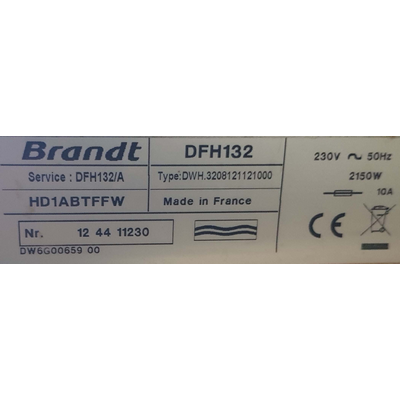 Brandt DFH132 230V ~ 50Hz
Service : DFH132/A Type:DWH.3208121121000 2150W
HD1ABTFFW Made in France 10A
Nr. 12 44 11230 CE
DW6G00659 00